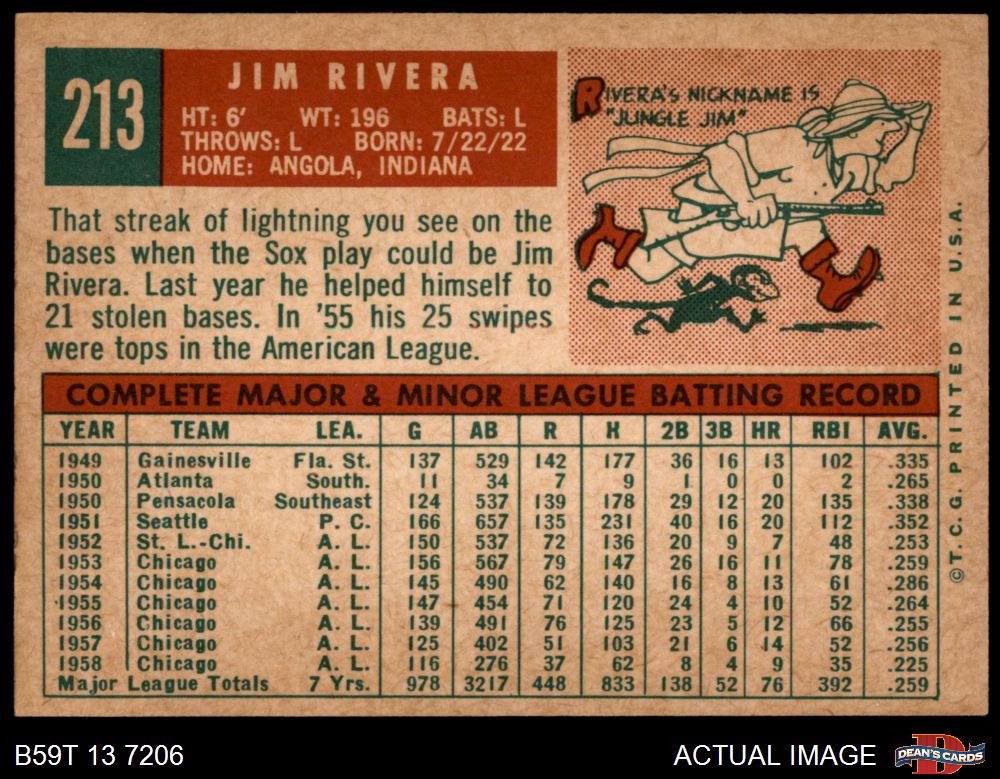 213
JIM RIVERA
HT: 6' WT: 196 BATS: L
THROWS: L BORN: 7/22/22
HOME: ANGOLA, INDIANA
RIVERA'S NICKNAME IS
"JUNGLE JIM"
That streak of lightning you see on the
bases when the Sox play could be Jim
Rivera. Last year he helped himself to
21 stolen bases. In '55 his 25 swipes
were tops in the American League.
COMPLETE MAJOR & MINOR LEAGUE BATTING RECORD
YEAR TEAM LEA. G AB R H 2B 3B HR RBI AVG.
1949 Gainesville Fla. St. 137 529 142 177 36 16 13 102 .335
1950 Atlanta South. 11 34 7 9 1 0 0 2 .265
1950 Pensacola Southeast 124 537 139 178 29 12 20 135 .338
1951 Seattle P. C. 166 657 135 231 40 16 20 112 .352
1952 St. L.-Chi. A. L. 150 537 72 136 20 9 7 48 .253
1953 Chicago A. L. 156 567 79 147 26 16 11 78 .259
1954 Chicago A. L. 145 490 62 140 16 8 13 61 .286
1955 Chicago A. L. 147 454 71 120 24 4 10 52 .264
1956 Chicago A. L. 139 491 76 125 23 5 12 66 .255
1957 Chicago A. L. 125 402 51 103 21 6 14 52 .256
1958 Chicago A. L. 116 276 37 62 8 4 9 35 .225
Major League Totals 7 Yrs. 978 3217 448 833 138 52 76 392 .259
©T. C. G. PRINTED IN U.S.A.
B59T 13 7206
ACTUAL IMAGE
D
DEAN'S CARDS